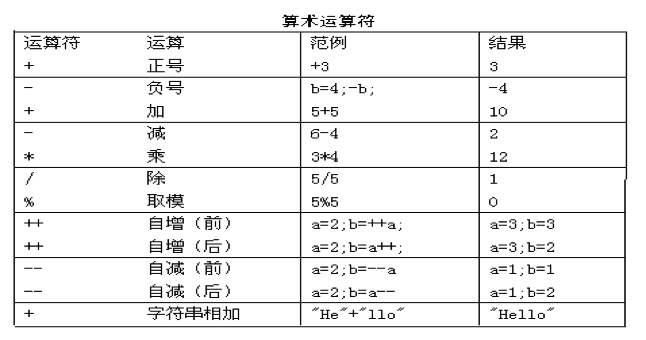 算术运算符
运算符 运算 范例 结果
+ 正号 +3 3
- 负号 b=4;-b; -4
+ 加 5+5 10
- 减 6-4 2
* 乘 3*4 12
/ 除 5/5 1
% 取模 5%5 0
++ 自增（前） a=2;b=++a; a=3;b=3
++ 自增（后） a=2;b=a++; a=3;b=2
-- 自减（前） a=2;b=--a a=1;b=1
-- 自减（后） a=2;b=a-- a=1;b=2
+ 字符串相加 "He"+"llo" "Hello"